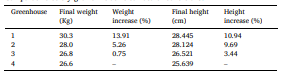 Greenhouse Final weight (Kg) Weight increase (%) Final height (cm) Height increase (%)
1 30.3 13.91 28.445 10.94
2 28.0 5.26 28.124 9.69
3 26.8 0.75 26.521 3.44
4 26.6 – 25.639 –